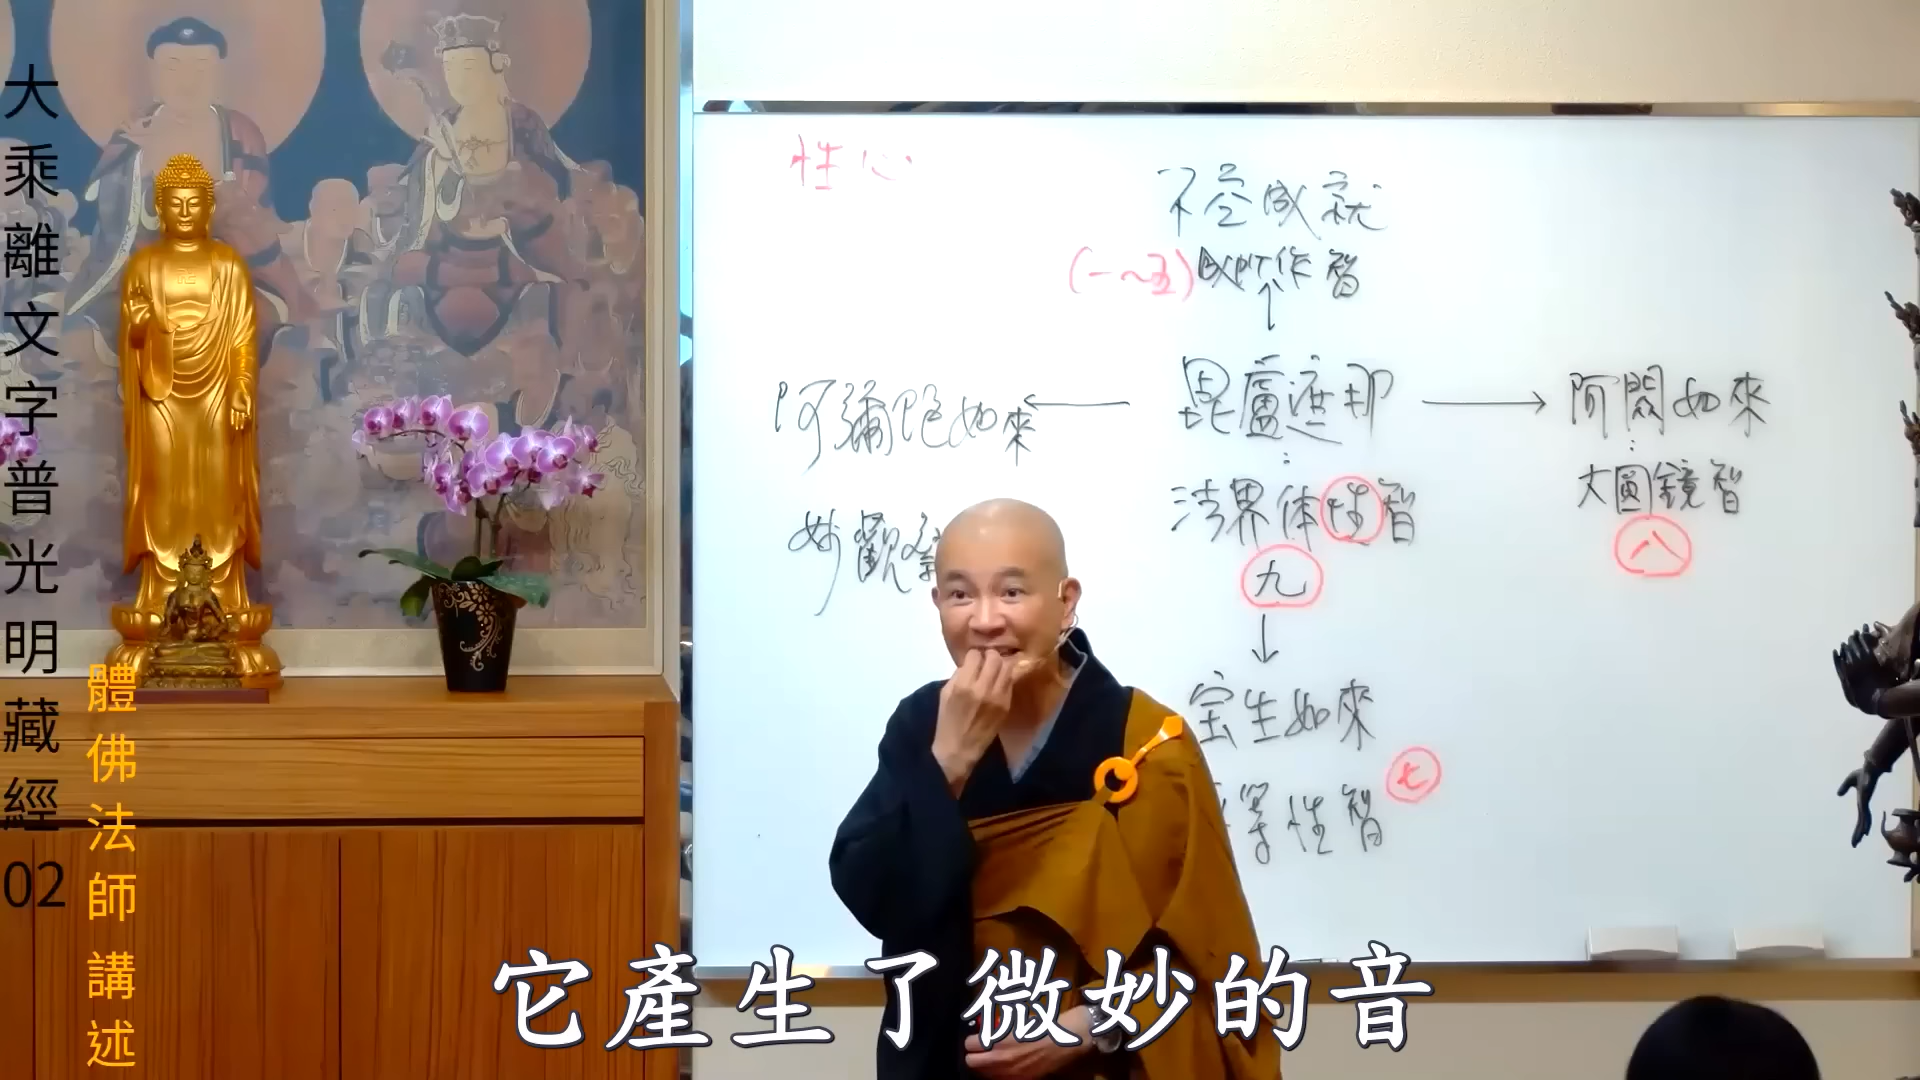 大乘離文字普光明藏經02
體佛法師 講述
性 心
不空成就
(一~五)成所作智
阿彌陀如來
毘盧遮那
阿閦如來
妙觀察
法界体性智
大圓鏡智
九
八
宝生如來
七
等性智
它產生了微妙的音